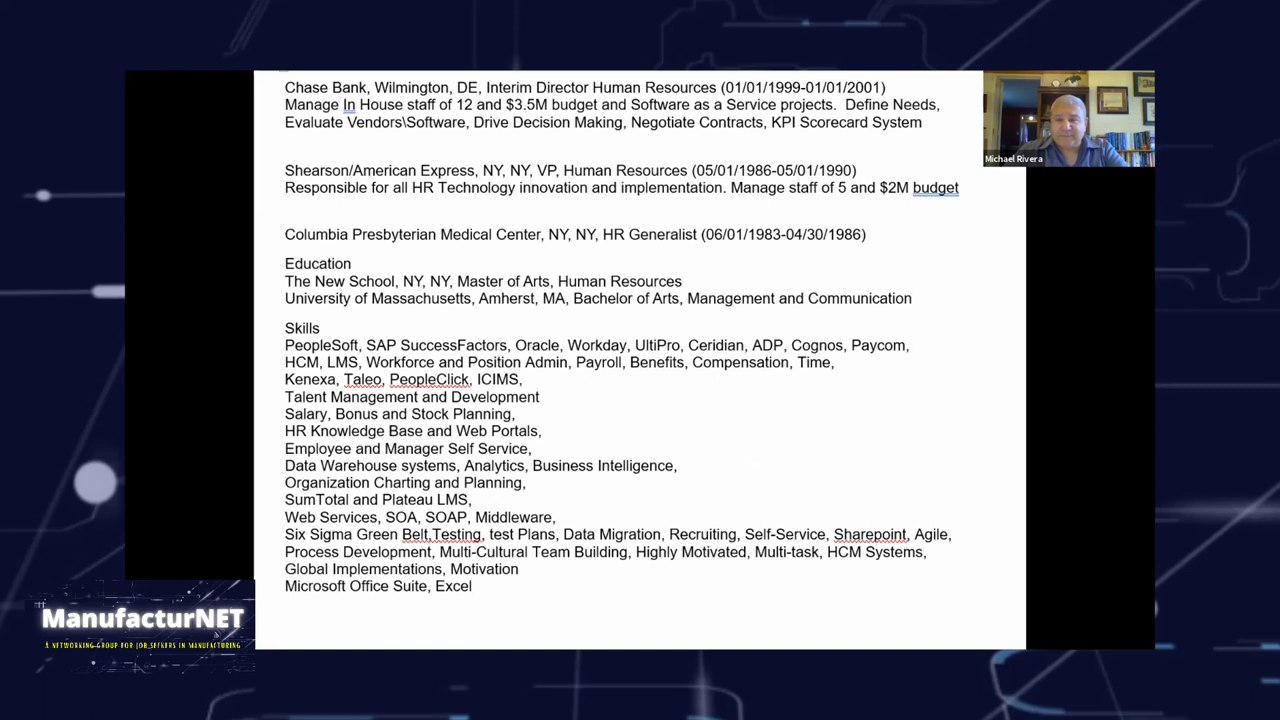 Chase Bank, Wilmington, DE, Interim Director Human Resources (01/01/1999-01/01/2001)
Manage In House staff of 12 and $3.5M budget and Software as a Service projects.  Define Needs,
Evaluate Vendors\Software, Drive Decision Making, Negotiate Contracts, KPI Scorecard System
Michael Rivera
Shearson/American Express, NY, NY, VP, Human Resources (05/01/1986-05/01/1990)
Responsible for all HR Technology innovation and implementation. Manage staff of 5 and $2M budget
Columbia Presbyterian Medical Center, NY, NY, HR Generalist (06/01/1983-04/30/1986)
Education
The New School, NY, NY, Master of Arts, Human Resources
University of Massachusetts, Amherst, MA, Bachelor of Arts, Management and Communication
Skills
PeopleSoft, SAP SuccessFactors, Oracle, Workday, UltiPro, Ceridian, ADP, Cognos, Paycom,
HCM, LMS, Workforce and Position Admin, Payroll, Benefits, Compensation, Time,
Kenexa, Taleo, PeopleClick, ICIMS,
Talent Management and Development
Salary, Bonus and Stock Planning,
HR Knowledge Base and Web Portals,
Employee and Manager Self Service,
Data Warehouse systems, Analytics, Business Intelligence,
Organization Charting and Planning,
SumTotal and Plateau LMS,
Web Services, SOA, SOAP, Middleware,
Six Sigma Green Belt,Testing, test Plans, Data Migration, Recruiting, Self-Service, Sharepoint, Agile,
Process Development, Multi-Cultural Team Building, Highly Motivated, Multi-task, HCM Systems,
Global Implementations, Motivation
Microsoft Office Suite, Excel
ManufacturNET
A NETWORKING GROUP FOR JOB SEEKERS IN MANUFACTURING